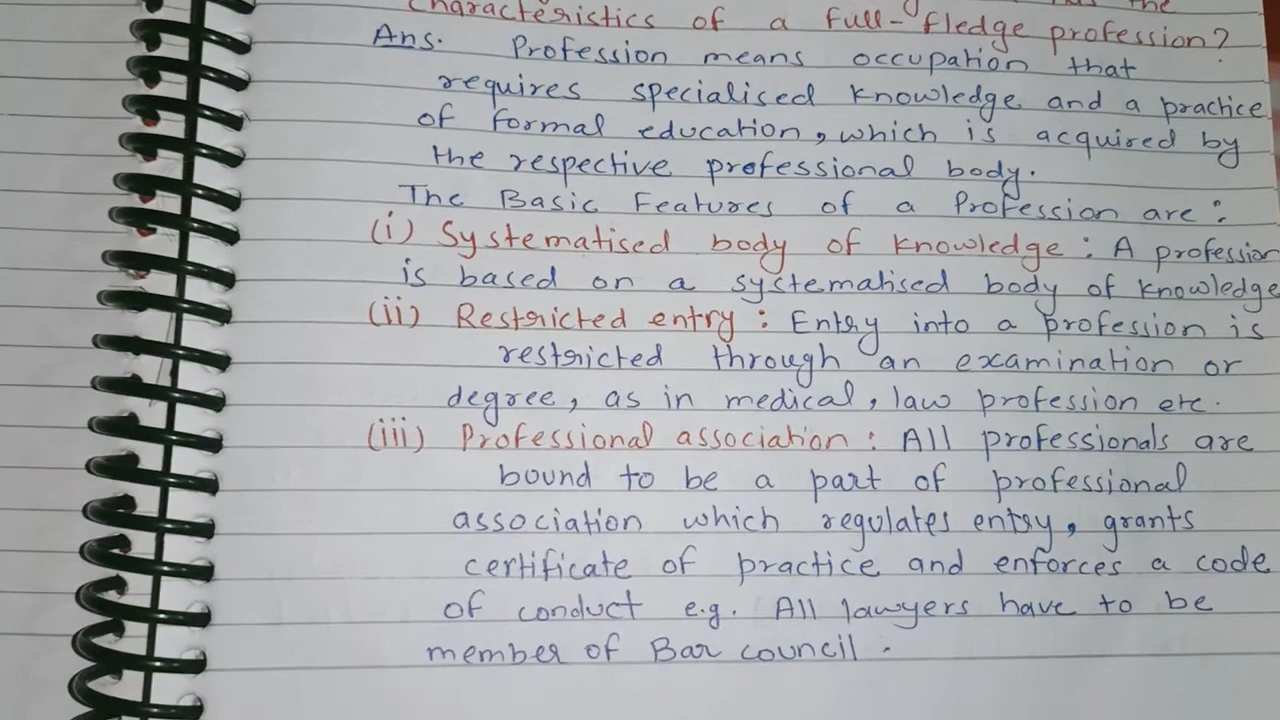 the
characteristics of a full-fledge profession?
Ans. Profession means occupation that
requires specialised knowledge and a practice
of formal education, which is acquired by
the respective professional body.
The Basic Features of a Profession are:
(i) Systematised body of knowledge: A profession
is based on a systematised body of knowledge
(ii) Restricted entry: Entry into a profession is
restricted through an examination or
degree, as in medical, law profession etc.
(iii) Professional association: All professionals are
bound to be a part of professional
association which regulates entry, grants
certificate of practice and enforces a code
of conduct e.g. All lawyers have to be
member of Bar council.